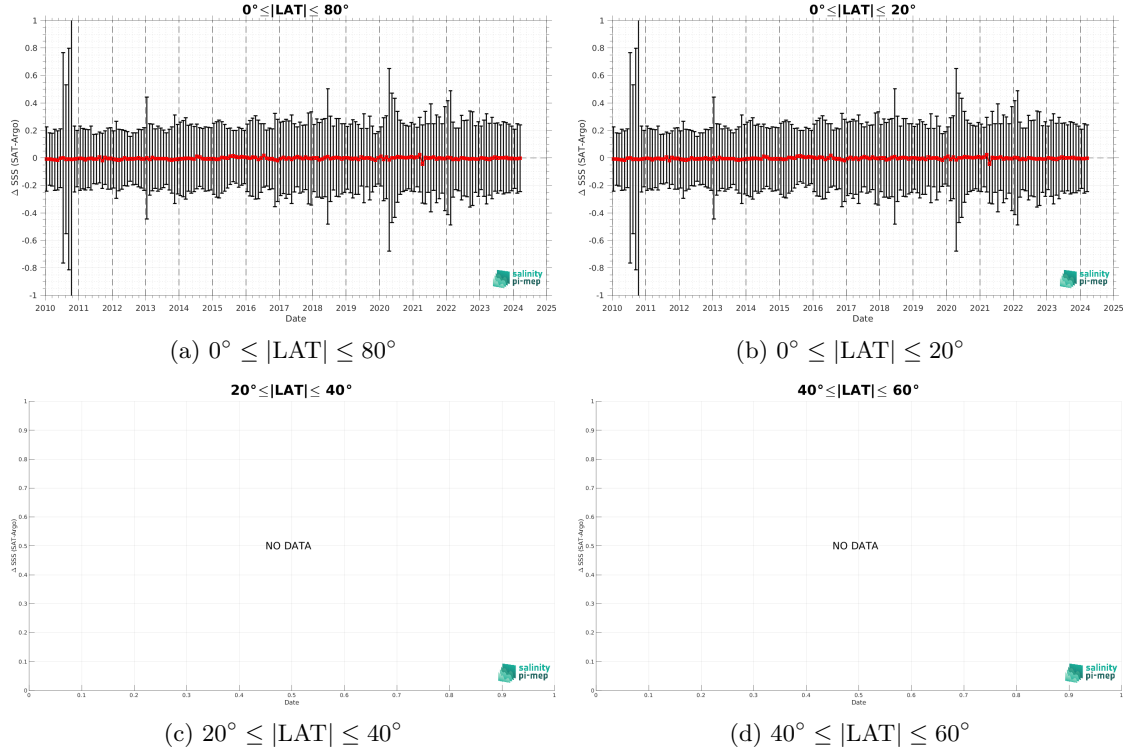 0°≤|LAT|≤ 80°
1
0.8
0.6
0.4
0.2
0
-0.2
-0.4
-0.6
-0.8
-1
Δ SSS (SAT-Argo)
2010 2011 2012 2013 2014 2015 2016 2017 2018 2019 2020 2021 2022 2023 2024 2025
Date
salinity
pi-mep
(a) 0° ≤ |LAT| ≤ 80°
0°≤|LAT|≤ 20°
1
0.8
0.6
0.4
0.2
0
-0.2
-0.4
-0.6
-0.8
-1
Δ SSS (SAT-Argo)
2010 2011 2012 2013 2014 2015 2016 2017 2018 2019 2020 2021 2022 2023 2024 2025
Date
salinity
pi-mep
(b) 0° ≤ |LAT| ≤ 20°
20°≤|LAT|≤ 40°
1
0.9
0.8
0.7
0.6
0.5
0.4
0.3
0.2
0.1
0
Δ SSS (SAT-Argo)
NO DATA
0 0.1 0.2 0.3 0.4 0.5 0.6 0.7 0.8 0.9 1
Date
salinity
pi-mep
(c) 20° ≤ |LAT| ≤ 40°
40°≤|LAT|≤ 60°
1
0.9
0.8
0.7
0.6
0.5
0.4
0.3
0.2
0.1
0
Δ SSS (SAT-Argo)
NO DATA
0 0.1 0.2 0.3 0.4 0.5 0.6 0.7 0.8 0.9 1
Date
salinity
pi-mep
(d) 40° ≤ |LAT| ≤ 60°